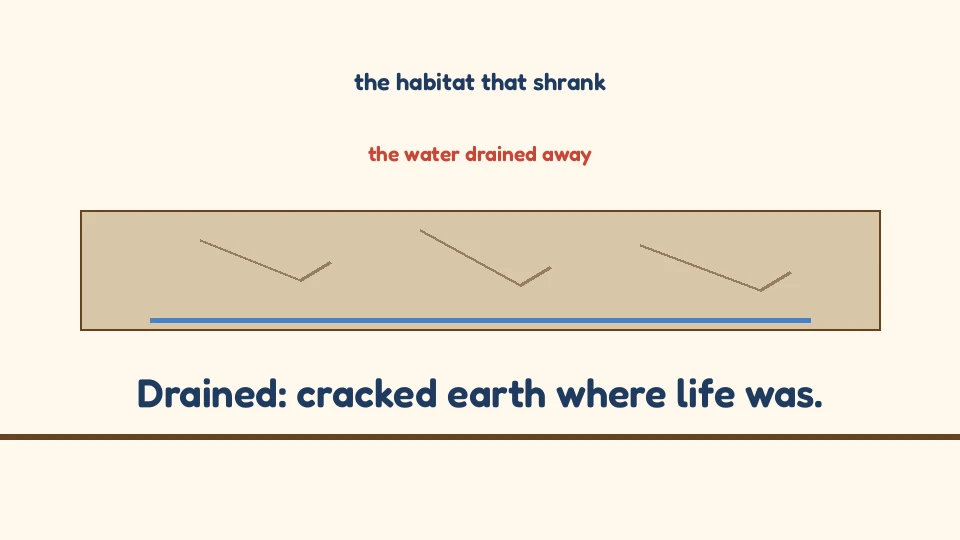 the habitat that shrank
the water drained away
Drained: cracked earth where life was.